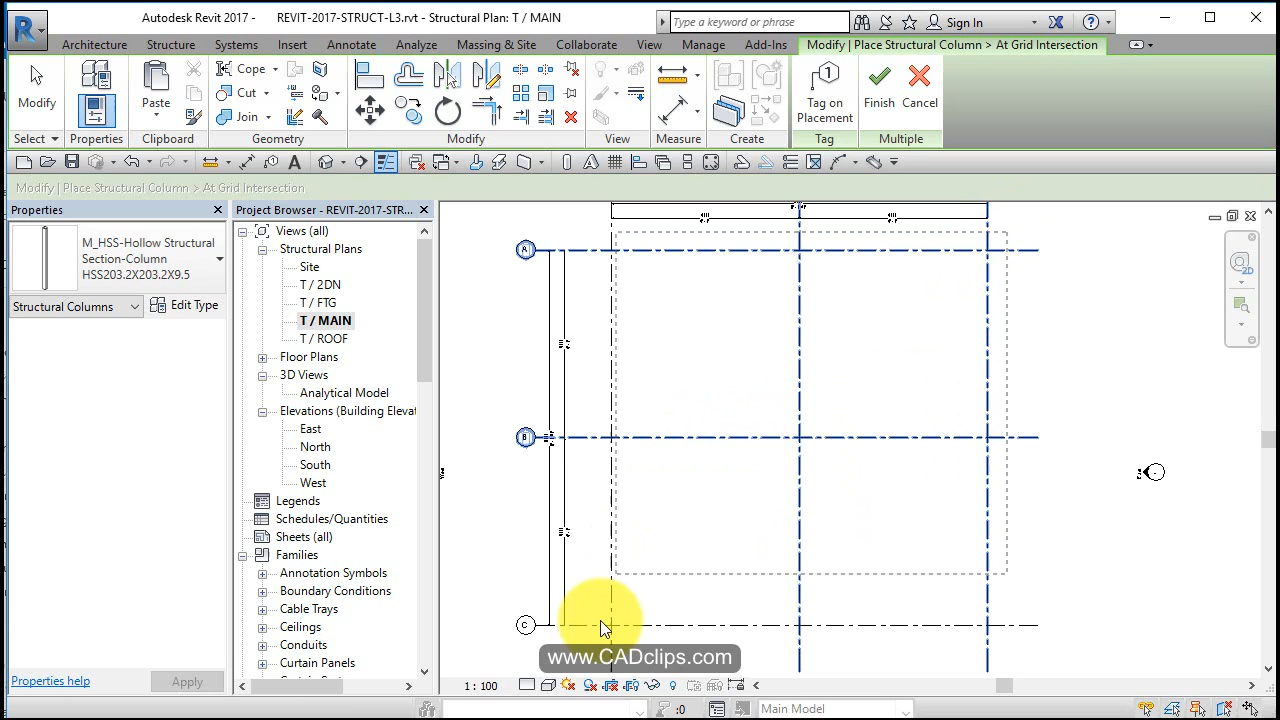 Autodesk Revit 2017 - REVIT-2017-STRUCT-L3.rvt - Structural Plan: T / MAIN
Type a keyword or phrase
Sign In
Architecture Structure Systems Insert Annotate Analyze Massing & Site Collaborate View Manage Add-Ins Modify | Place Structural Column > At Grid Intersection
Modify
Paste
Cope
Cut
Join
Tag on
Placement
Finish Cancel
Select Properties Clipboard Geometry Modify View Measure Create Tag Multiple
Modify | Place Structural Column > At Grid Intersection
Properties
M_HSS-Hollow Structural
Section-Column
HSS203.2X203.2X9.5
Structural Columns
Edit Type
Properties help
Apply
Project Browser - REVIT-2017-STR...
Views (all)
Structural Plans
Site
T / 2DN
T / FTG
T / MAIN
T / ROOF
Floor Plans
3D Views
Analytical Model
Elevations (Building Elevat
East
North
South
West
Legends
Schedules/Quantities
Sheets (all)
Families
Annotation Symbols
Boundary Conditions
Cable Trays
Ceilings
Conduits
Curtain Panels
A
B
C
2D
www.CADclips.com
1 : 100
:0
Main Model